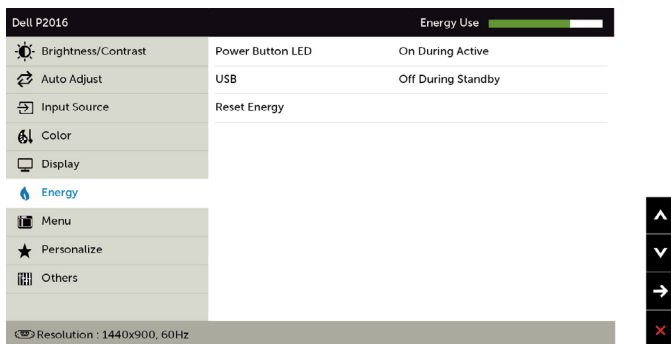 Dell P2016 Energy Use
Brightness/Contrast Power Button LED On During Active
Auto Adjust USB Off During Standby
Input Source Reset Energy
Color
Display
Energy
Menu
Personalize
Others
Resolution : 1440x900, 60Hz